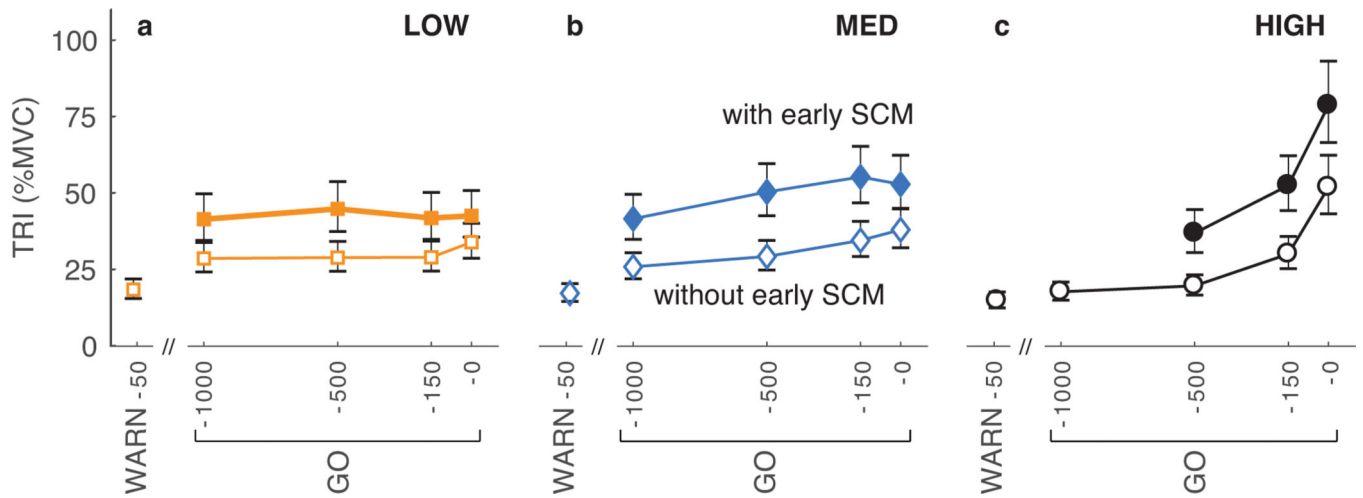 a LOW
b MED
c HIGH
100
75
50
25
0
TRI (%MVC)
with early SCM
without early SCM
WARN - 50
//
-1000
-500
-150
- 0
GO
WARN - 50
//
-1000
-500
-150
- 0
GO
WARN - 50
//
-1000
-500
-150
- 0
GO